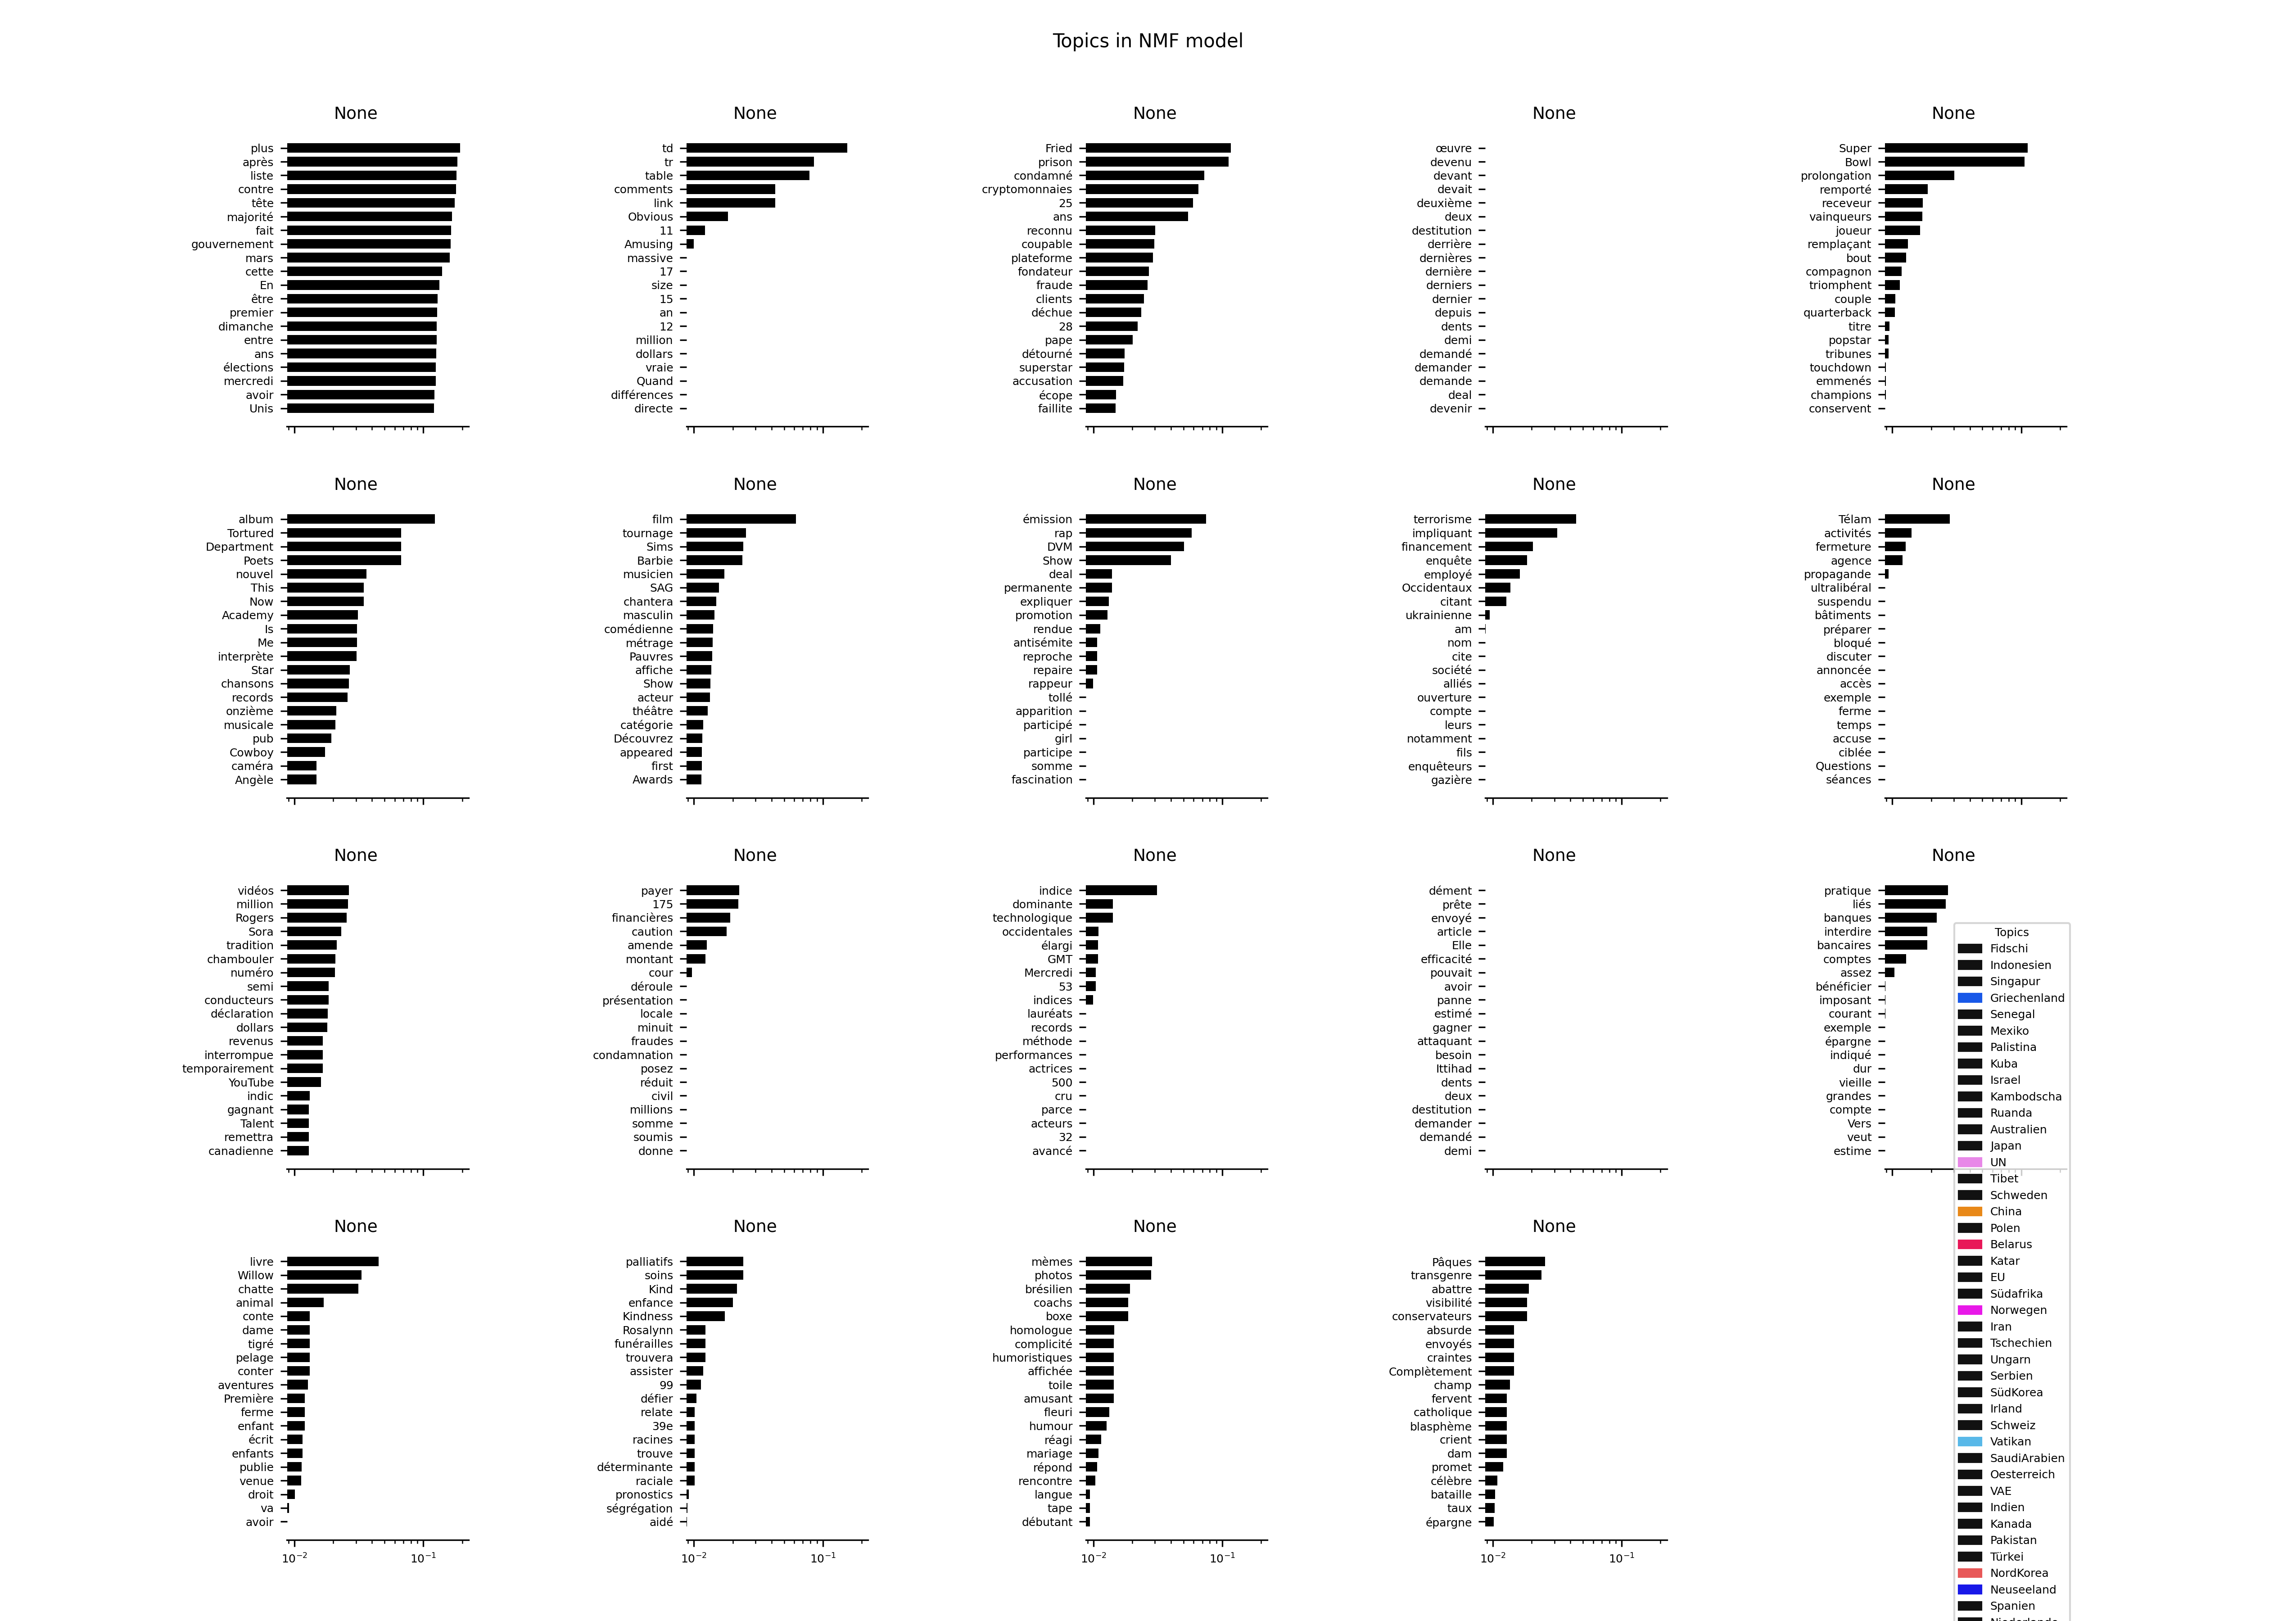 Topics in NMF model
None
plus
après
liste
contre
tête
majorité
fait
gouvernement
mars
cette
En
être
premier
dimanche
entre
ans
élections
mercredi
avoir
Unis
None
td
tr
table
comments
link
Obvious
11
Amusing
massive
17
size
15
an
12
million
dollars
vraie
Quand
différences
directe
None
Fried
prison
condamné
cryptomonnaies
25
ans
reconnu
coupable
plateforme
fondateur
fraude
clients
déchue
28
pape
détourné
superstar
accusation
écope
faillite
None
œuvre
devenu
devant
devait
deuxième
deux
destitution
derrière
dernières
dernière
derniers
dernier
depuis
dents
demi
demandé
demander
demande
deal
devenir
None
Super
Bowl
prolongation
remporté
receveur
vainqueurs
joueur
remplaçant
bout
compagnon
triomphent
couple
quarterback
titre
popstar
tribunes
touchdown
emmenés
champions
conservent
None
album
Tortured
Department
Poets
nouvel
This
Now
Academy
Is
Me
interprète
Star
chansons
records
onzième
musicale
pub
Cowboy
caméra
Angèle
None
film
tournage
Sims
Barbie
musicien
SAG
chantera
masculin
comédienne
métrage
Pauvres
affiche
Show
acteur
théâtre
catégorie
Découvrez
appeared
first
Awards
None
émission
rap
DVM
Show
deal
permanente
expliquer
promotion
rendue
antisémite
reproche
repaire
rappeur
tollé
apparition
participé
girl
participe
somme
fascination
None
terrorisme
impliquant
financement
enquête
employé
Occidentaux
citant
ukrainienne
am
nom
cite
société
alliés
ouverture
compte
leurs
notamment
fils
enquêteurs
gazière
None
Télam
activités
fermeture
agence
propagande
ultralibéral
suspendu
bâtiments
préparer
bloqué
discuter
annoncée
accès
exemple
ferme
temps
accuse
ciblée
Questions
séances
None
vidéos
million
Rogers
Sora
tradition
chambouler
numéro
semi
conducteurs
déclaration
dollars
revenus
interrompue
temporairement
YouTube
indic
gagnant
Talent
remettra
canadienne
None
payer
175
financières
caution
amende
montant
cour
déroule
présentation
locale
minuit
fraudes
condamnation
posez
réduit
civil
millions
somme
soumis
donne
None
indice
dominante
technologique
occidentales
élargi
GMT
Mercredi
53
indices
lauréats
records
méthode
performances
actrices
500
cru
parce
acteurs
32
avancé
None
dément
prête
envoyé
article
Elle
efficacité
pouvait
avoir
panne
estimé
gagner
attaquant
besoin
Ittihad
dents
deux
destitution
demander
demandé
demi
None
pratique
liés
banques
interdire
bancaires
comptes
assez
bénéficier
imposant
courant
exemple
épargne
indiqué
dur
vieille
grandes
compte
Vers
veut
estime
None
livre
Willow
chatte
animal
conte
dame
tigré
pelage
conter
aventures
Première
ferme
enfant
écrit
enfants
publie
venue
droit
va
avoir
10⁻² 10⁻¹
None
palliatifs
soins
Kind
enfance
Kindness
Rosalynn
funérailles
trouvera
assister
99
défier
relate
39e
racines
trouve
déterminante
raciale
pronostics
ségrégation
aidé
10⁻² 10⁻¹
None
mèmes
photos
brésilien
coachs
boxe
homologue
complicité
humoristiques
affichée
toile
amusant
fleuri
humour
réagi
mariage
répond
rencontre
langue
tape
débutant
10⁻² 10⁻¹
None
Pâques
transgenre
abattre
visibilité
conservateurs
absurde
envoyés
craintes
Complètement
champ
fervent
catholique
blasphème
crient
dam
promet
célèbre
bataille
taux
épargne
10⁻² 10⁻¹
Topics
Fidschi
Indonesien
Singapur
Griechenland
Senegal
Mexiko
Palistina
Kuba
Israel
Kambodscha
Ruanda
Australien
Japan
UN
Tibet
Schweden
China
Polen
Belarus
Katar
EU
Südafrika
Norwegen
Iran
Tschechien
Ungarn
Serbien
SüdKorea
Irland
Schweiz
Vatikan
SaudiArabien
Oesterreich
VAE
Indien
Kanada
Pakistan
Türkei
NordKorea
Neuseeland
Spanien